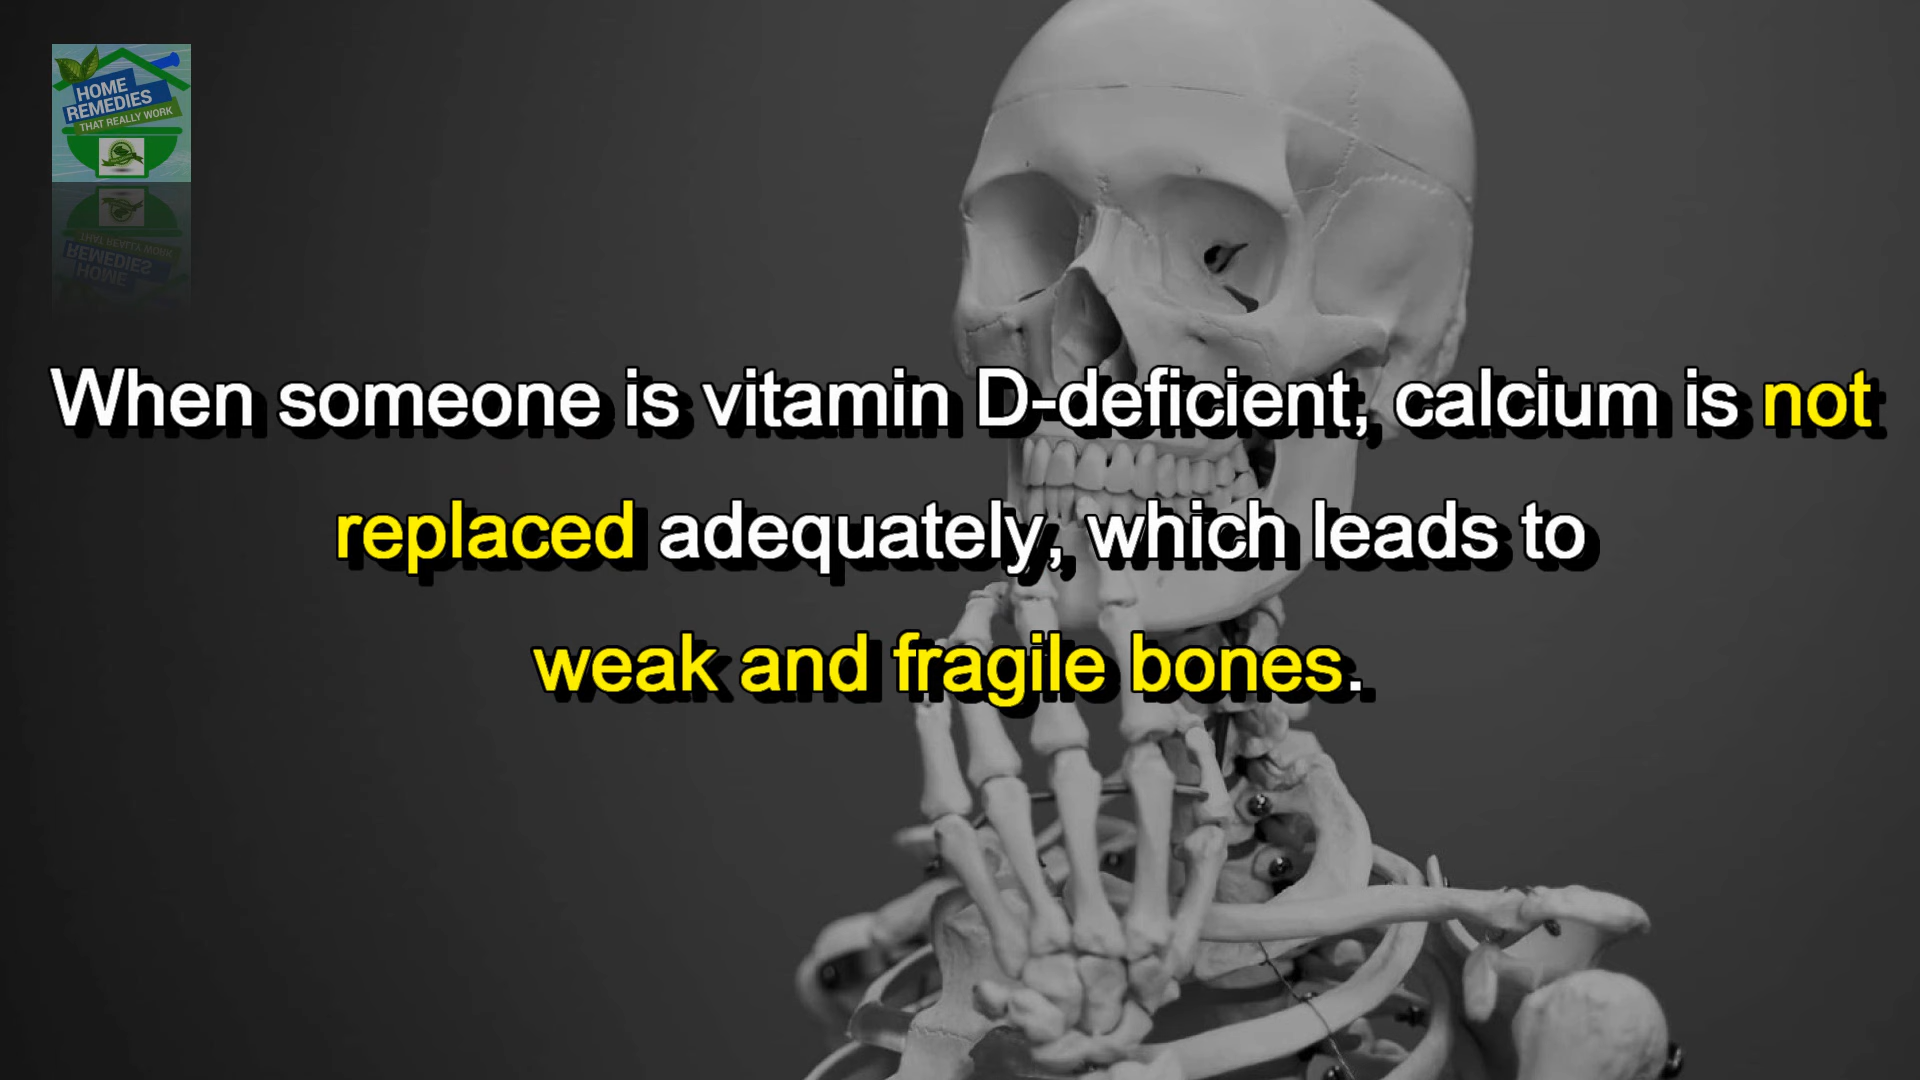 HOME
REMEDIES
THAT REALLY WORK
When someone is vitamin D-deficient, calcium is not
replaced adequately, which leads to
weak and fragile bones.